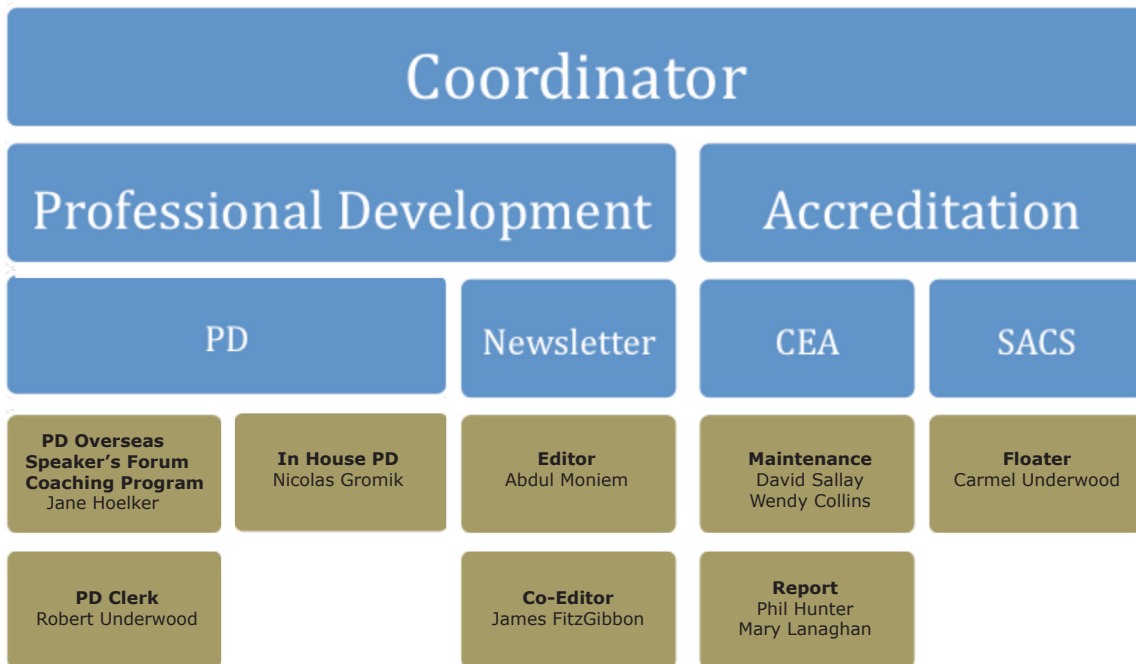 Coordinator
Professional Development
Accreditation
PD
Newsletter
CEA
SACS
PD Overseas
Speaker’s Forum
Coaching Program
Jane Hoelker
In House PD
Nicolas Gromik
Editor
Abdul Moniem
Maintenance
David Sallay
Wendy Collins
Floater
Carmel Underwood
PD Clerk
Robert Underwood
Co-Editor
James FitzGibbon
Report
Phil Hunter
Mary Lanaghan